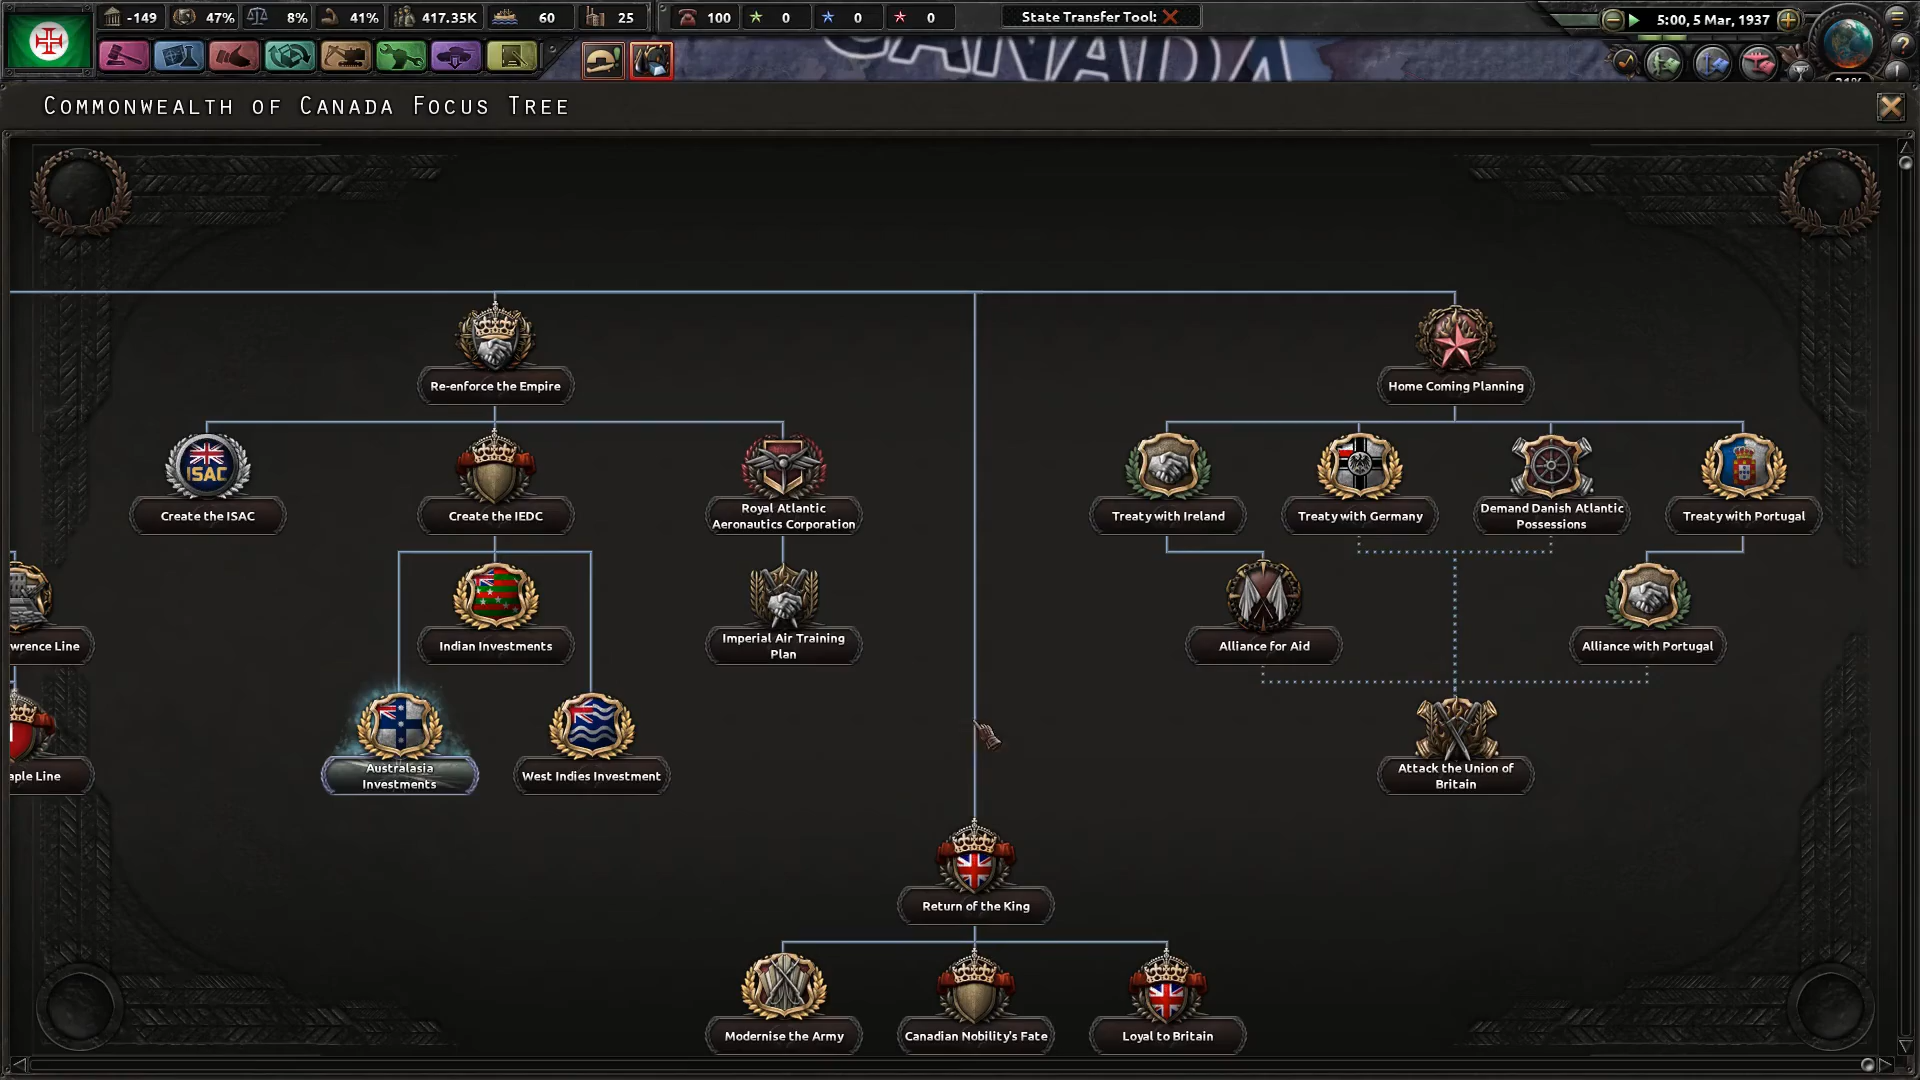 -149 47% 8% 41% 417.35K 60 25 100 0 0 0 State Transfer Tool: 5:00, 5 Mar, 1937
CANADA
21%
Commonwealth of Canada Focus Tree
Re-enforce the Empire
Home Coming Planning
ISAC
Create the ISAC
Create the IEDC
Royal Atlantic
Aeronautics Corporation
Treaty with Ireland
Treaty with Germany
Demand Danish Atlantic
Possessions
Treaty with Portugal
wrence Line
Indian Investments
Imperial Air Training
Plan
Alliance for Aid
Alliance with Portugal
aple Line
Australasia
Investments
West Indies Investment
Attack the Union of
Britain
Return of the King
Modernise the Army
Canadian Nobility's Fate
Loyal to Britain